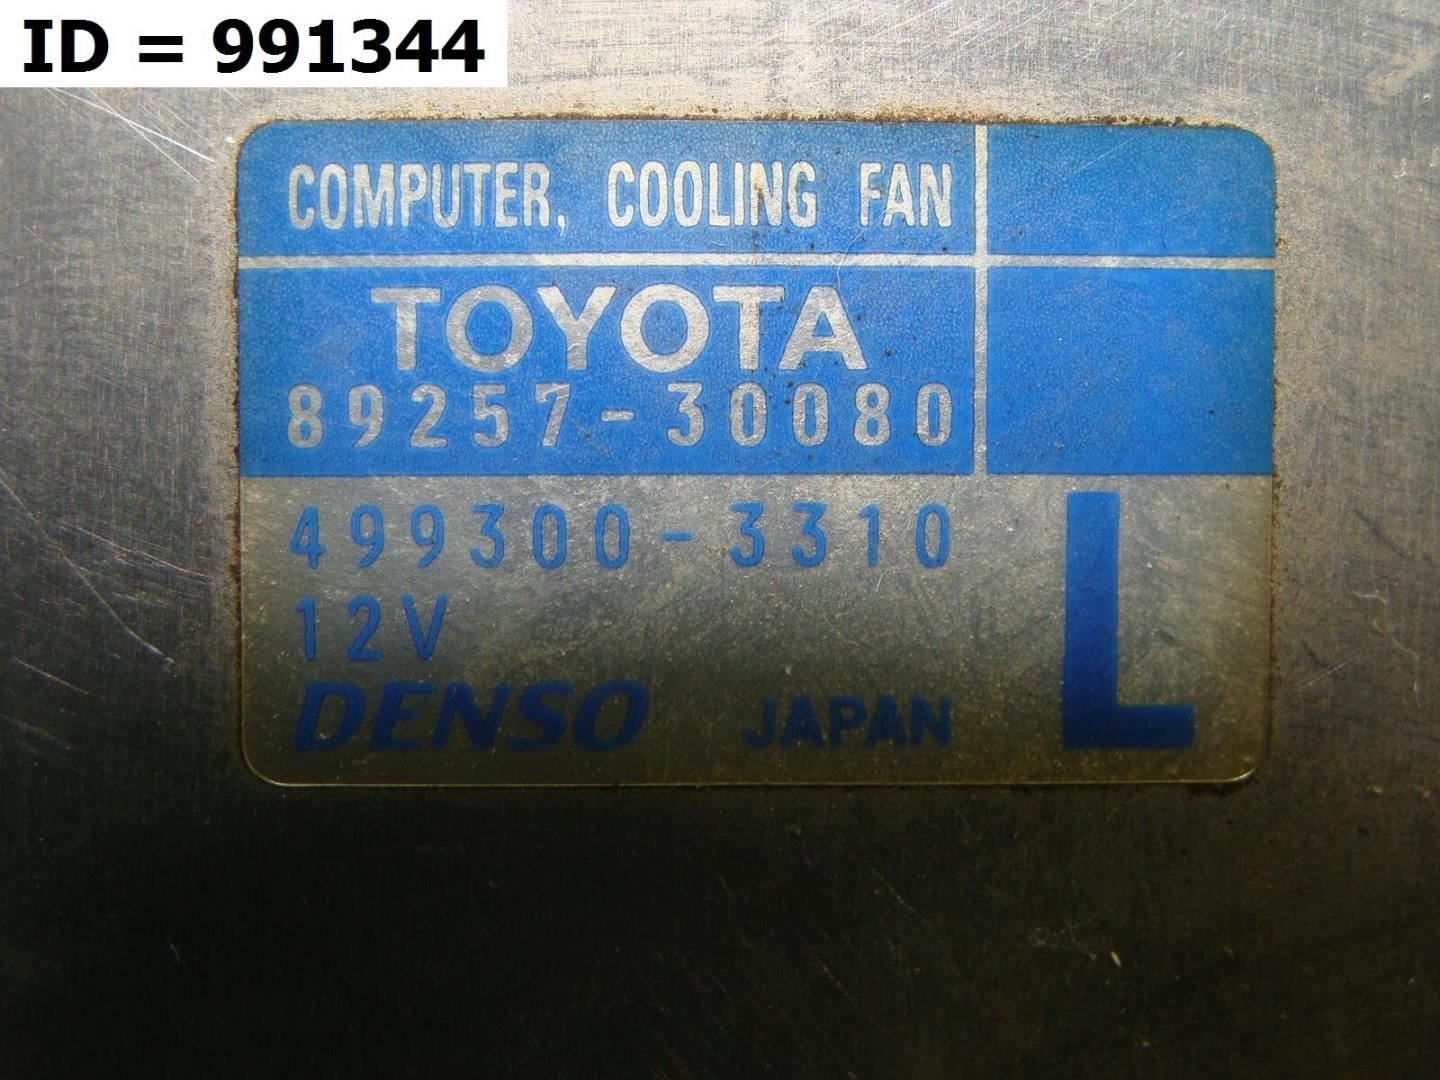 ID = 991344
COMPUTER, COOLING FAN
TOYOTA
89257-30080
499300-3310
12V
L
DENSO JAPAN